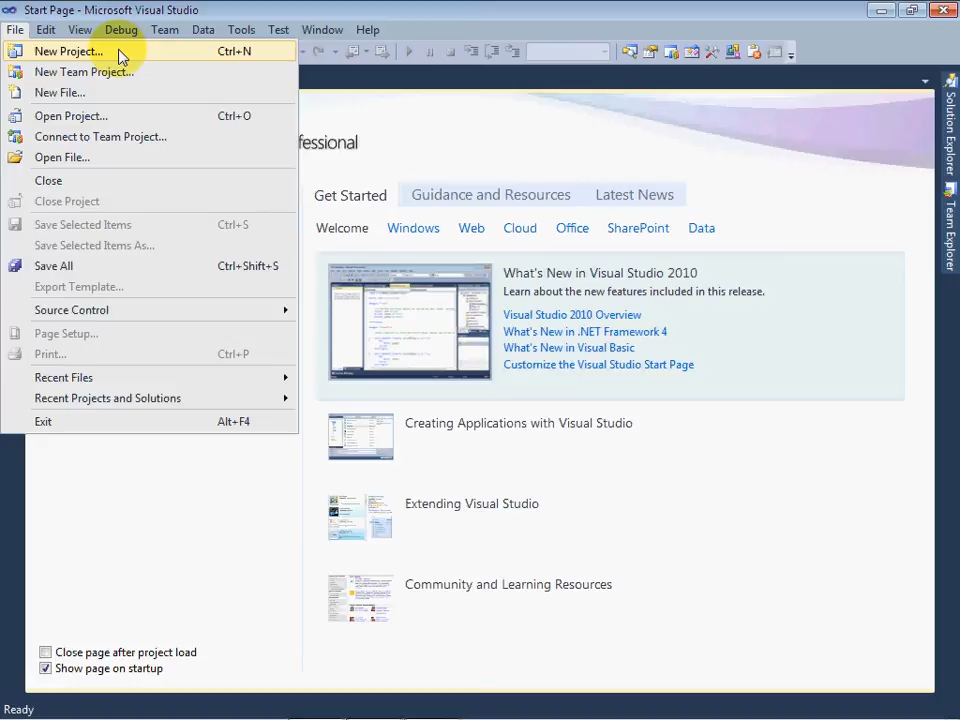 Start Page - Microsoft Visual Studio
File Edit View Debug Team Data Tools Test Window Help
New Project... Ctrl+N
New Team Project...
New File...
Open Project... Ctrl+O
Connect to Team Project...
Open File...
Close
Close Project
Save Selected Items Ctrl+S
Save Selected Items As...
Save All Ctrl+Shift+S
Export Template...
Source Control
Page Setup...
Print... Ctrl+P
Recent Files
Recent Projects and Solutions
Exit Alt+F4
fessional
Get Started Guidance and Resources Latest News
Welcome Windows Web Cloud Office SharePoint Data
What's New in Visual Studio 2010
Learn about the new features included in this release.
Visual Studio 2010 Overview
What's New in .NET Framework 4
What's New in Visual Basic
Customize the Visual Studio Start Page
Creating Applications with Visual Studio
Extending Visual Studio
Community and Learning Resources
Close page after project load
Show page on startup
Solution Explorer
Team Explorer
Ready